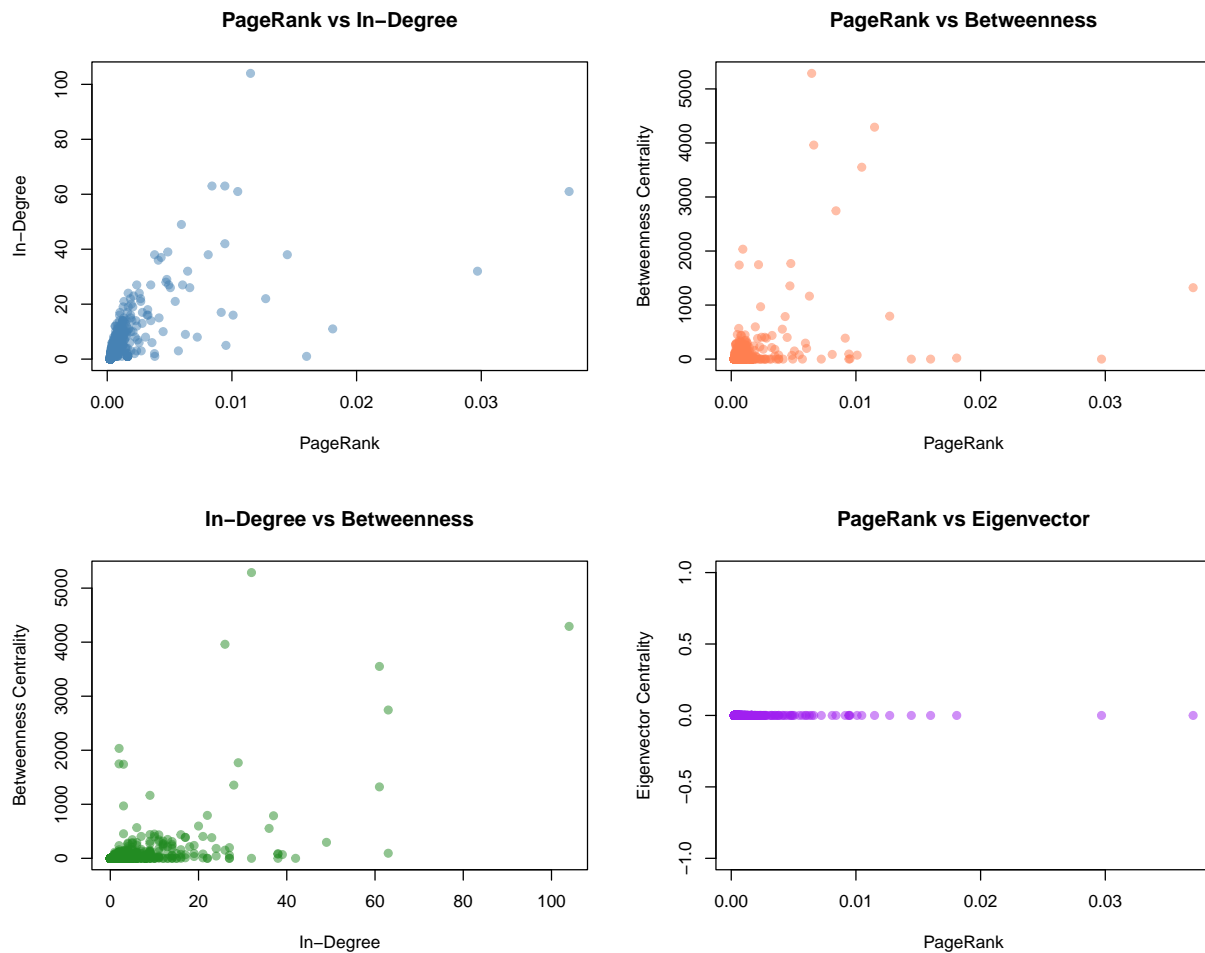 PageRank vs In−Degree
In−Degree
0
20
40
60
80
100
0.00 0.01 0.02 0.03
PageRank
PageRank vs Betweenness
Betweenness Centrality
0
1000
2000
3000
4000
5000
0.00 0.01 0.02 0.03
PageRank
In−Degree vs Betweenness
Betweenness Centrality
0
1000
2000
3000
4000
5000
0 20 40 60 80 100
In−Degree
PageRank vs Eigenvector
Eigenvector Centrality
−1.0
−0.5
0.0
0.5
1.0
0.00 0.01 0.02 0.03
PageRank